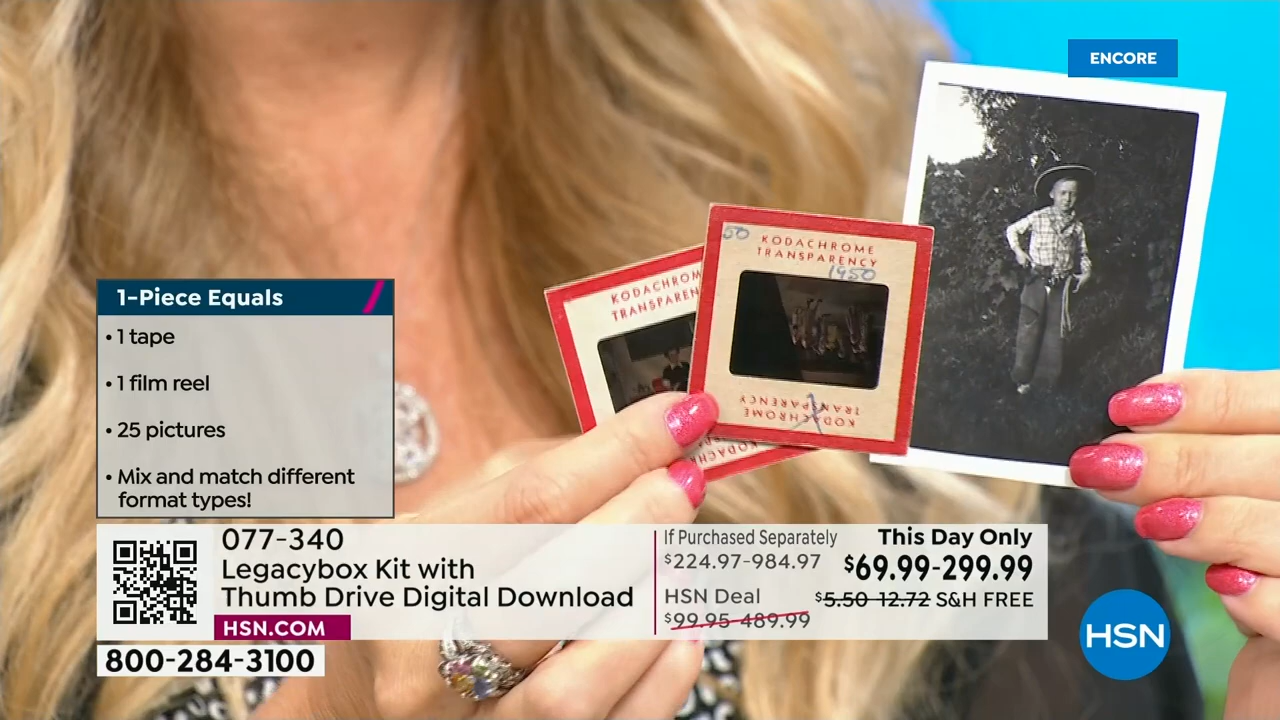 ENCORE
50 KODACHROME
TRANSPARENCY
1950
KODACHROME
TRANSPARENCY
KODACHROM
TRANSPAREN
1-Piece Equals
• 1 tape
• 1 film reel
• 25 pictures
• Mix and match different
format types!
077-340
Legacybox Kit with
Thumb Drive Digital Download
HSN.COM
800-284-3100
If Purchased Separately
$224.97-984.97
HSN Deal
$99.95-489.99
This Day Only
$69.99-299.99
$5.50-12.72 S&H FREE
HSN